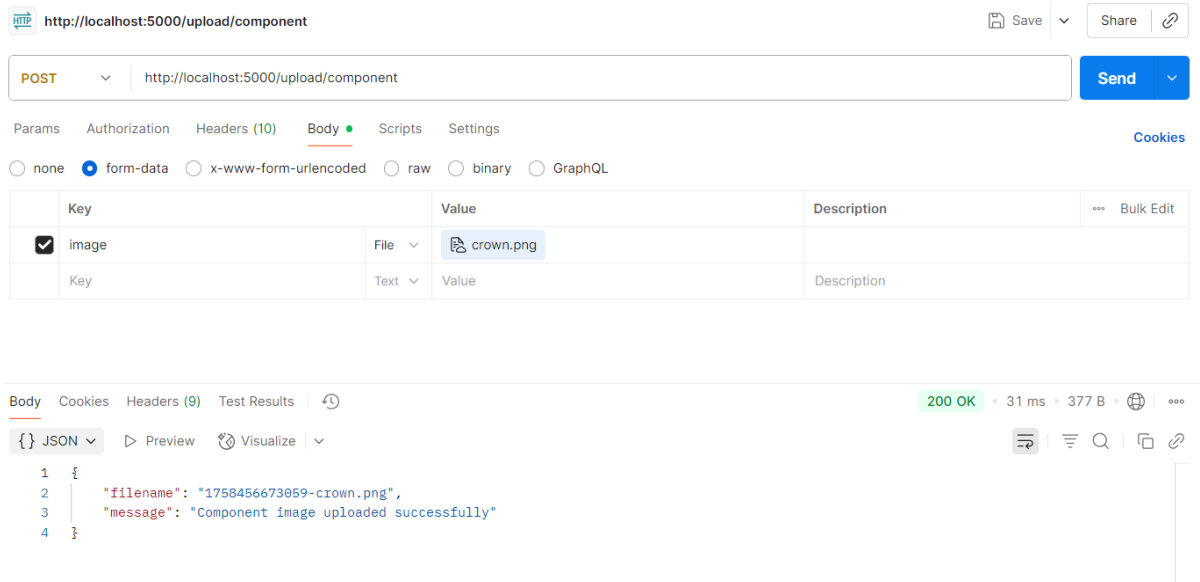 HTTP http://localhost:5000/upload/component Save Share
POST http://localhost:5000/upload/component Send
Params Authorization Headers (10) Body Scripts Settings Cookies
none form-data x-www-form-urlencoded raw binary GraphQL
Key Value Description Bulk Edit
image File crown.png
Key Text Value Description
Body Cookies Headers (9) Test Results 200 OK 31 ms 377 B
{} JSON Preview Visualize
1 {
2 "filename": "1758456673059-crown.png",
3 "message": "Component image uploaded successfully"
4 }